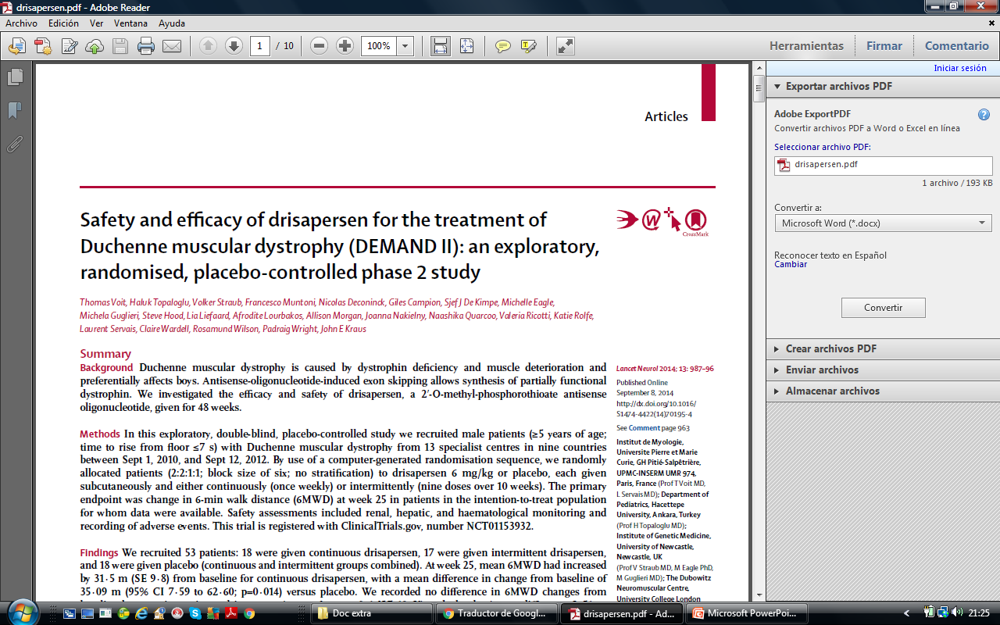 drisapersen.pdf - Adobe Reader
Archivo Edición Ver Ventana Ayuda
1 / 10 100% Herramientas Firmar Comentario
Iniciar sesión
Exportar archivos PDF
Adobe ExportPDF
Convertir archivos PDF a Word o Excel en línea
Seleccionar archivo PDF:
drisapersen.pdf
1 archivo / 193 KB
Convertir a:
Microsoft Word (*.docx)
Reconocer texto en Español
Cambiar
Convertir
Crear archivos PDF
Enviar archivos
Almacenar archivos
Articles
Safety and efficacy of drisapersen for the treatment of
Duchenne muscular dystrophy (DEMAND II): an exploratory,
randomised, placebo-controlled phase 2 study
CrossMark
Thomas Voit, Haluk Topaloglu, Volker Straub, Francesco Muntoni, Nicolas Deconinck, Giles Campion, Sjef J De Kimpe, Michelle Eagle,
Michela Guglieri, Steve Hood, Lia Liefaard, Afrodite Lourbakos, Allison Morgan, Joanna Nakielny, Naashika Quarcoo, Valeria Ricotti, Katie Rolfe,
Laurent Servais, Claire Wardell, Rosamund Wilson, Padraig Wright, John E Kraus
Summary
Background Duchenne muscular dystrophy is caused by dystrophin deficiency and muscle deterioration and
preferentially affects boys. Antisense-oligonucleotide-induced exon skipping allows synthesis of partially functional
dystrophin. We investigated the efficacy and safety of drisapersen, a 2′-O-methyl-phosphorothioate antisense
oligonucleotide, given for 48 weeks.
Methods In this exploratory, double-blind, placebo-controlled study we recruited male patients (≥5 years of age;
time to rise from floor ≤7 s) with Duchenne muscular dystrophy from 13 specialist centres in nine countries
between Sept 1, 2010, and Sept 12, 2012. By use of a computer-generated randomisation sequence, we randomly
allocated patients (2:2:1:1; block size of six; no stratification) to drisapersen 6 mg/kg or placebo, each given
subcutaneously and either continuously (once weekly) or intermittently (nine doses over 10 weeks). The primary
endpoint was change in 6-min walk distance (6MWD) at week 25 in patients in the intention-to-treat population
for whom data were available. Safety assessments included renal, hepatic, and haematological monitoring and
recording of adverse events. This trial is registered with ClinicalTrials.gov, number NCT01153932.
Findings We recruited 53 patients: 18 were given continuous drisapersen, 17 were given intermittent drisapersen,
and 18 were given placebo (continuous and intermittent groups combined). At week 25, mean 6MWD had increased
by 31·5 m (SE 9·8) from baseline for continuous drisapersen, with a mean difference in change from baseline of
35·09 m (95% CI 7·59 to 62·60; p=0·014) versus placebo. We recorded no difference in 6MWD changes from
Lancet Neurol 2014; 13: 987–96
Published Online
September 8, 2014
http://dx.doi.org/10.1016/
S1474-4422(14)70195-4
See Comment page 963
Institut de Myologie,
Universite Pierre et Marie
Curie, GH Pitié-Salpêtrière,
UPMC-INSERM UMR 974,
Paris, France (Prof T Voit MD,
L Servais MD); Department of
Pediatrics, Hacettepe
University, Ankara, Turkey
(Prof H Topaloglu MD);
Institute of Genetic Medicine,
University of Newcastle,
Newcastle, UK
(Prof V Straub MD, M Eagle PhD,
M Guglieri MD); The Dubowitz
Neuromuscular Centre,
University College London
Doc extra Traductor de Googl... drisapersen.pdf - Ad... Microsoft PowerPoi... 21:25